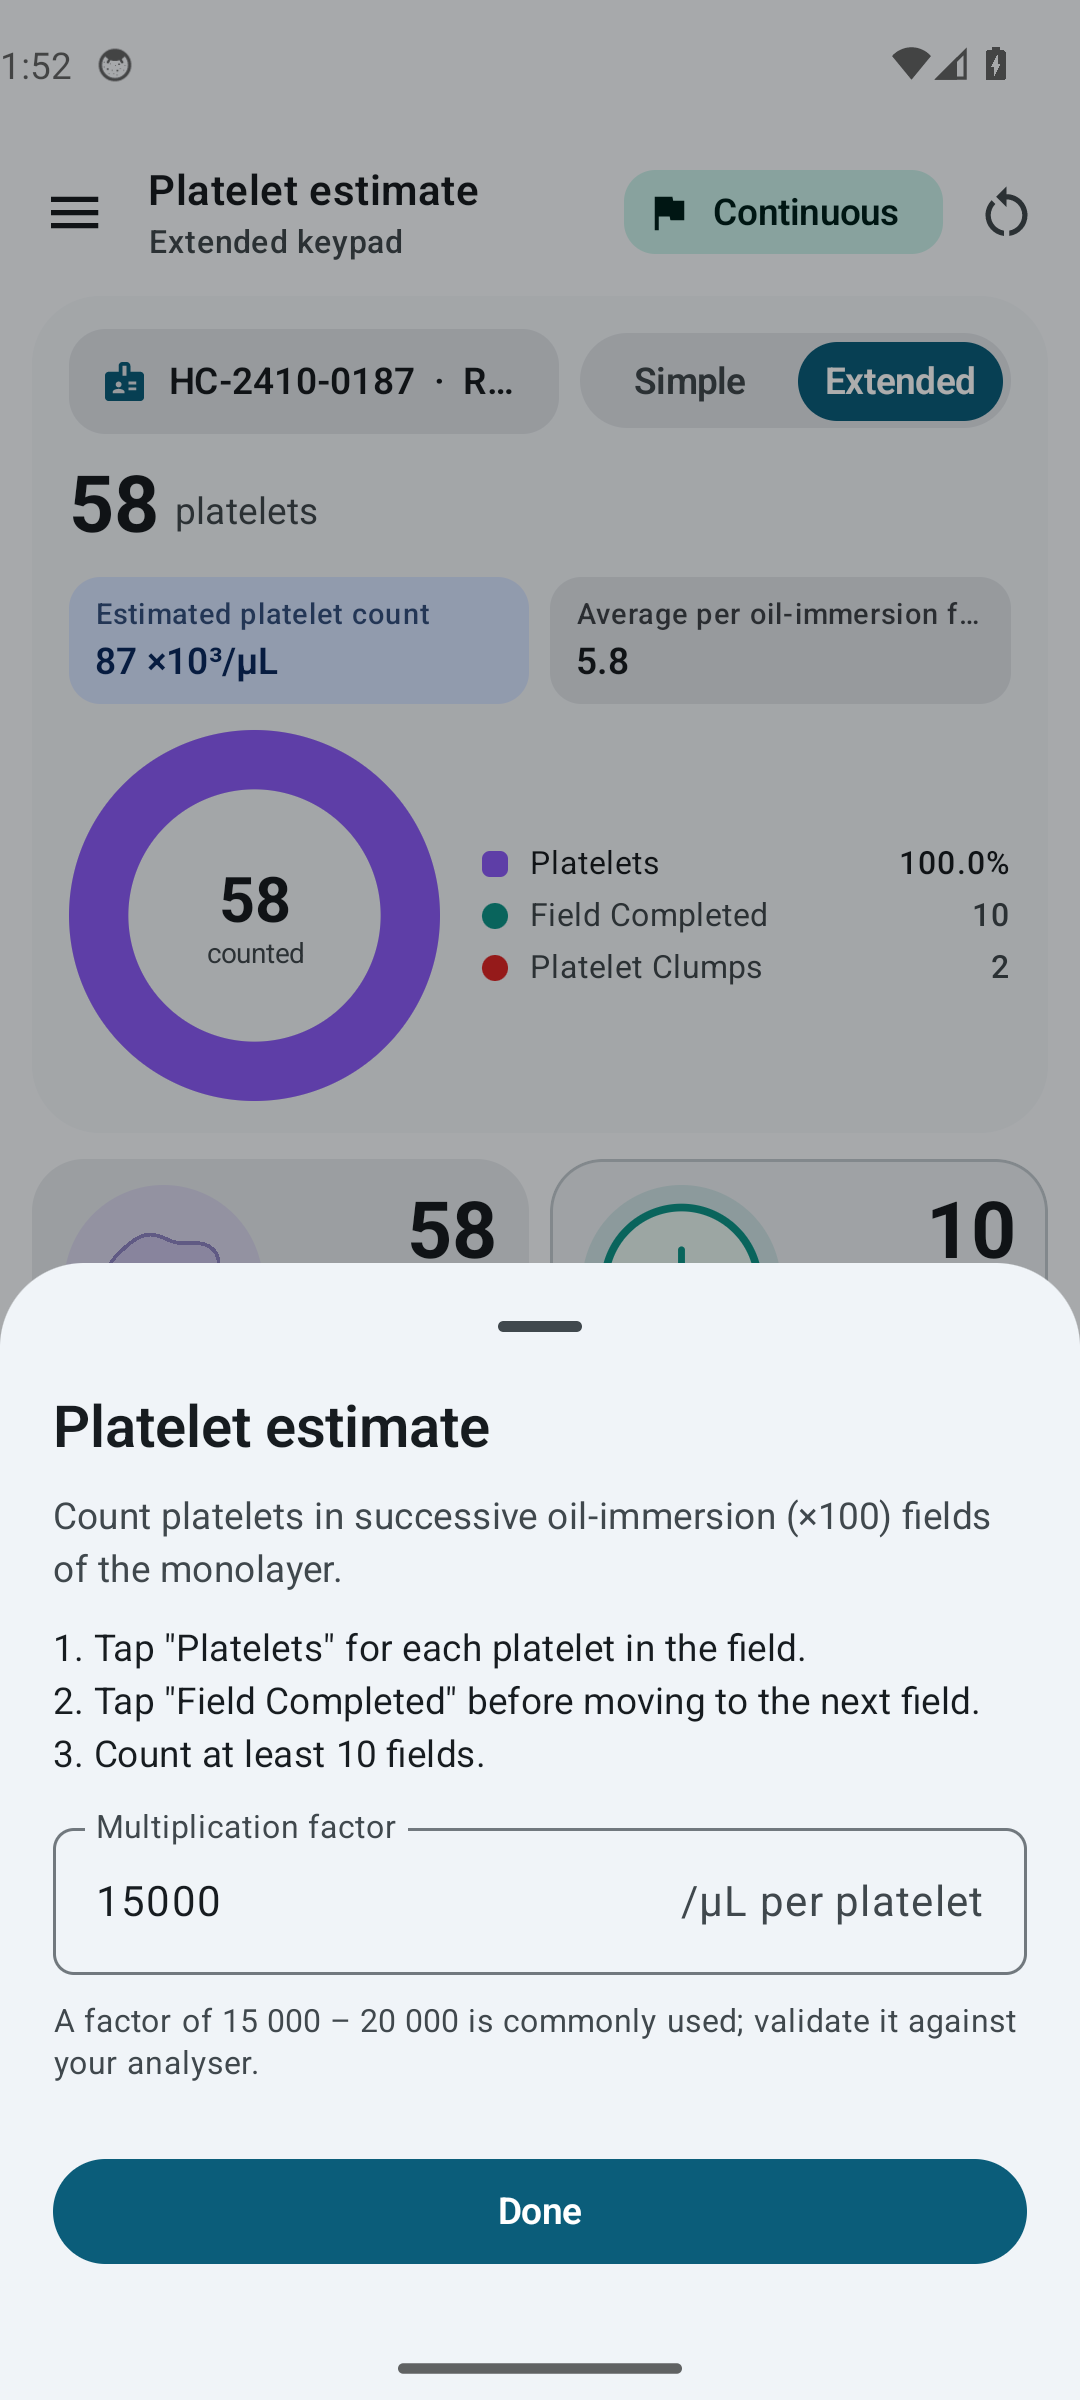 1:52
Platelet estimate
Extended keypad
Continuous
HC-2410-0187 · R…
Simple
Extended
58 platelets
Estimated platelet count
87 ×10³/µL
Average per oil-immersion f…
5.8
58
counted
Platelets 100.0%
Field Completed 10
Platelet Clumps 2
58
10
Platelet estimate
Count platelets in successive oil-immersion (×100) fields
of the monolayer.
1. Tap "Platelets" for each platelet in the field.
2. Tap "Field Completed" before moving to the next field.
3. Count at least 10 fields.
Multiplication factor
15000 /µL per platelet
A factor of 15 000 – 20 000 is commonly used; validate it against
your analyser.
Done